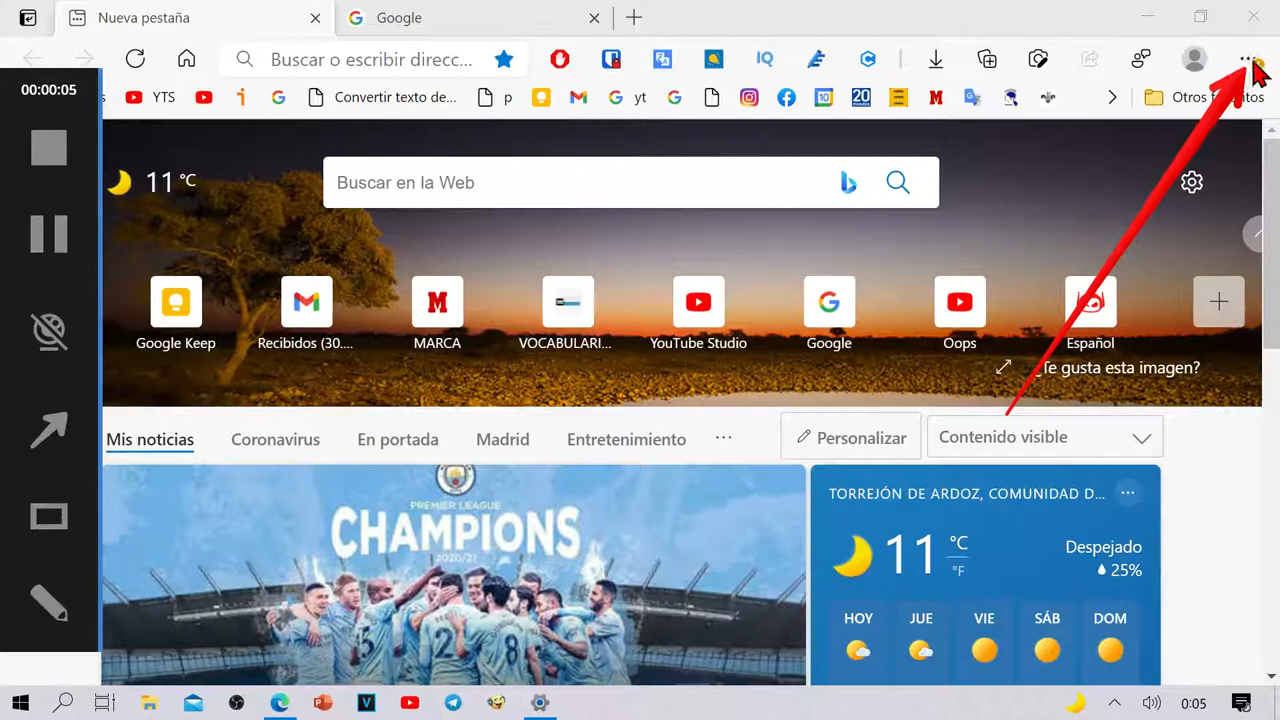 Nueva pestaña
Google
Buscar o escribir direcc...
IQ
00:00:05
YTS
Convertir texto de...
p
yt
10
20
M
Otros
11 °C
Buscar en la Web
Google Keep
Recibidos (30....
M
MARCA
VOCABULARI...
YouTube Studio
Google
Oops
Español
¿Te gusta esta imagen?
Mis noticias
Coronavirus
En portada
Madrid
Entretenimiento
Personalizar
Contenido visible
PREMIER LEAGUE
CHAMPIONS
2020/21
TORREJÓN DE ARDOZ, COMUNIDAD D...
11 °C
°F
Despejado
25%
HOY
JUE
VIE
SÁB
DOM
0:05